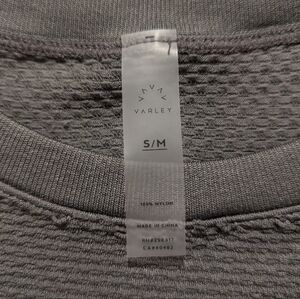 VARLEY
S/M
100% NYLON
MADE IN CHINA